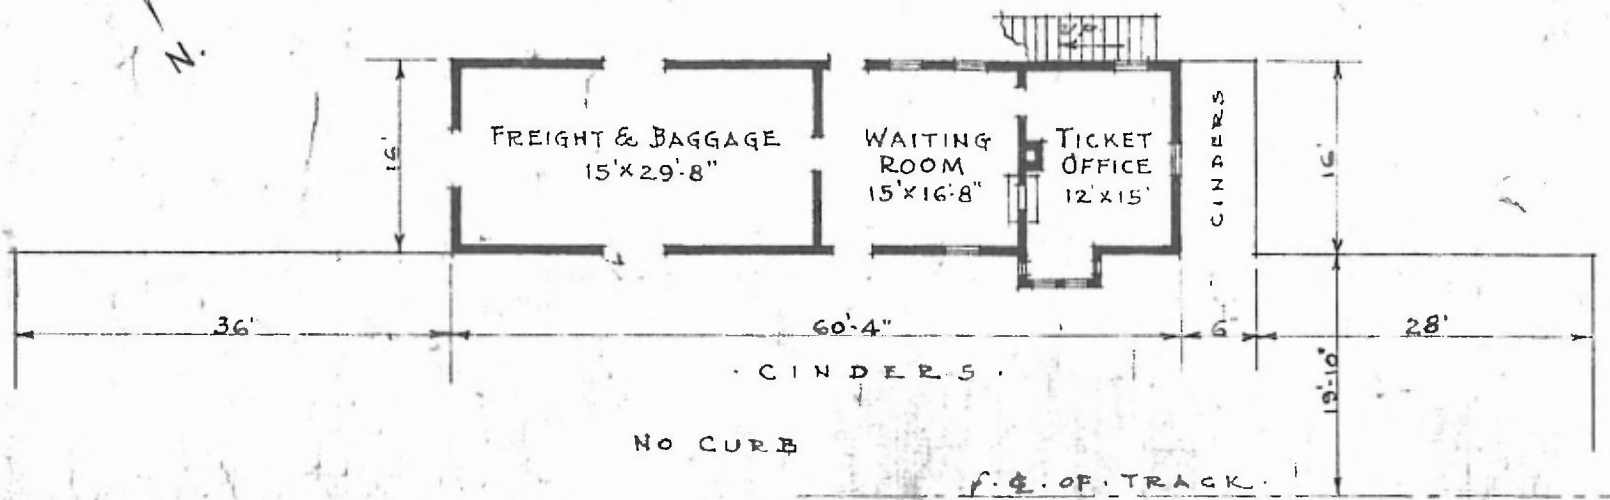 N.
UP
16'
FREIGHT & BAGGAGE
15'X29'-8"
WAITING
ROOM
15'X16'-8"
TICKET
OFFICE
12'X15'
CINDERS
16'
36'
60'-4"
6'
28'
19'-10"
· CINDERS ·
NO CURB
℄ · OF · TRACK ·